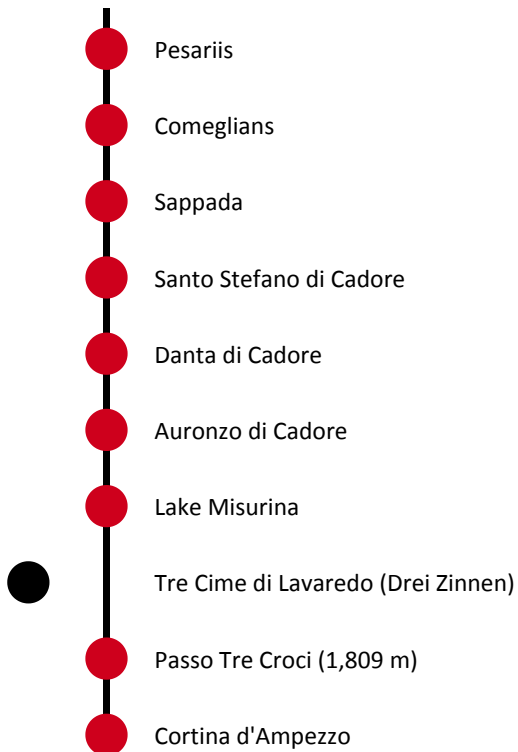 Pesariis
Comeglians
Sappada
Santo Stefano di Cadore
Danta di Cadore
Auronzo di Cadore
Lake Misurina
Tre Cime di Lavaredo (Drei Zinnen)
Passo Tre Croci (1,809 m)
Cortina d'Ampezzo